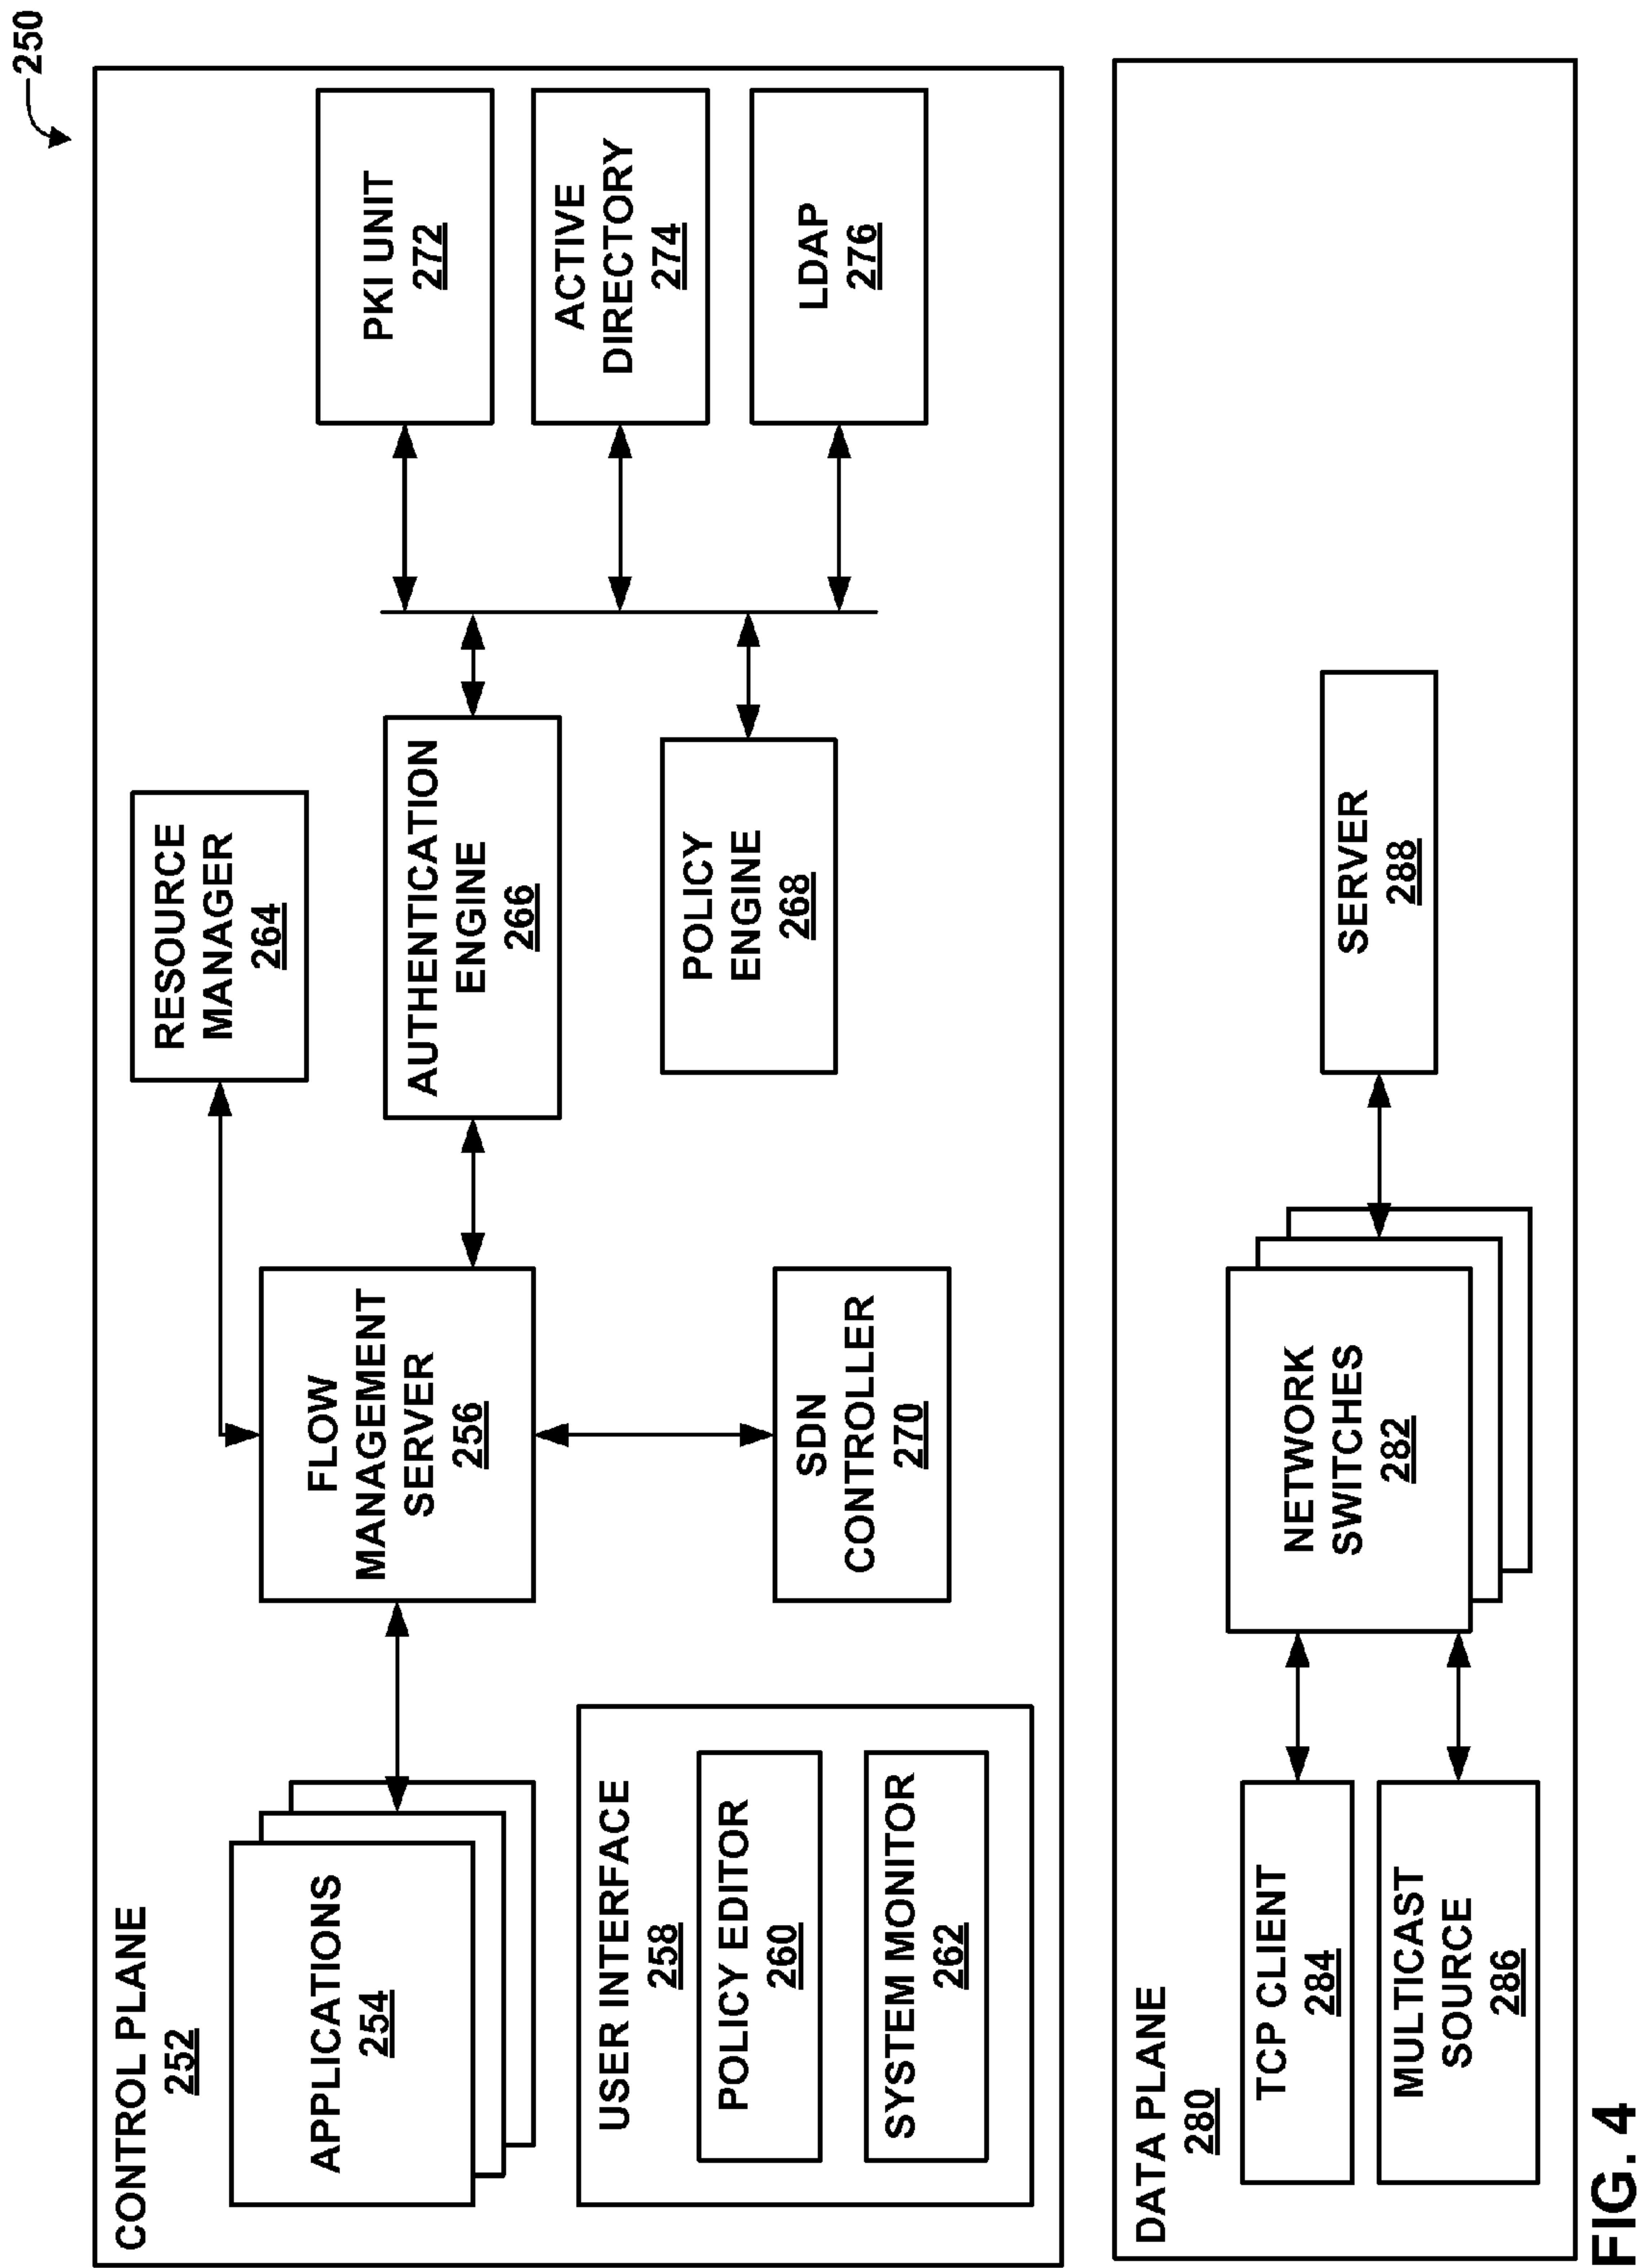 250
CONTROL PLANE
252
APPLICATIONS
254
FLOW
MANAGEMENT
SERVER
256
RESOURCE
MANAGER
264
AUTHENTICATION
ENGINE
266
POLICY
ENGINE
268
PKI UNIT
272
ACTIVE
DIRECTORY
274
LDAP
276
USER INTERFACE
258
POLICY EDITOR
260
SYSTEM MONITOR
262
SDN
CONTROLLER
270
DATA PLANE
280
TCP CLIENT
284
MULTICAST
SOURCE
286
NETWORK
SWITCHES
282
SERVER
288
FIG. 4